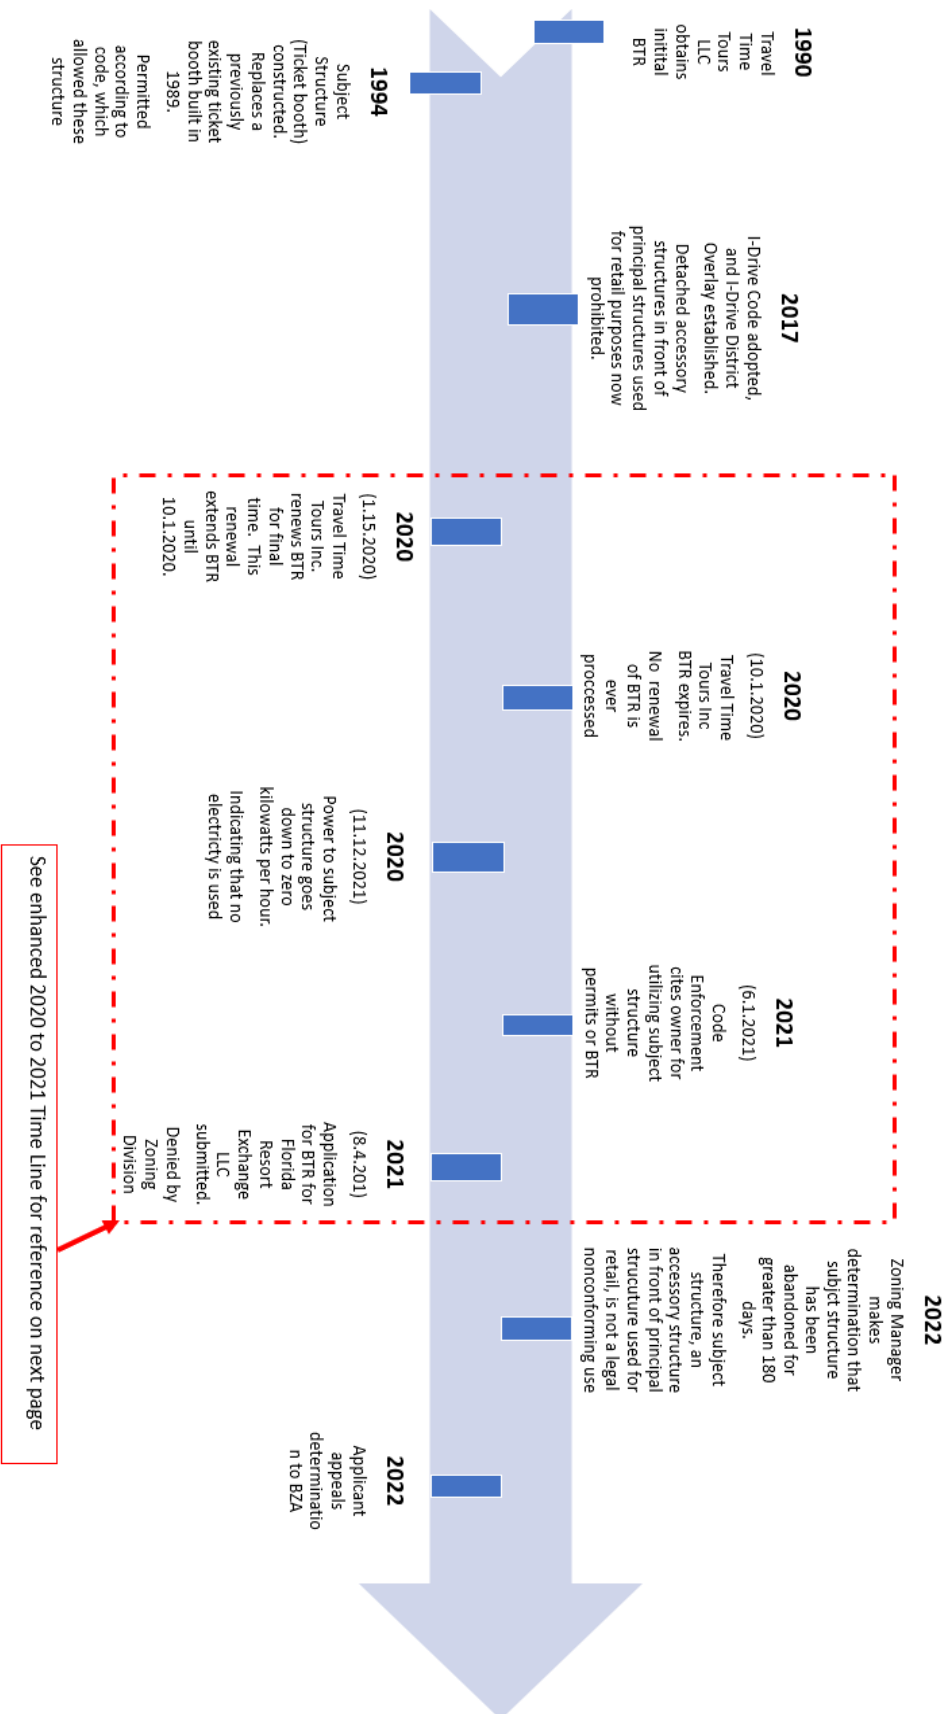 1990
Travel
Time
Tours
LLC
obtains
initital
BTR
1994
Subject
Structure
(Ticket booth)
constructed.
Replaces a
previously
existing ticket
booth built in
1989.
Permitted
according to
code, which
allowed these
structure
2017
I-Drive Code adopted,
and I-Drive District
Overlay established.
Detached accessory
structures in front of
principal structures used
for retail purposes now
prohibited.
2020
(1.15.2020)
Travel Time
Tours Inc.
renews BTR
for final
time. This
renewal
extends BTR
until
10.1.2020.
2020
(10.1.2020)
Travel Time
Tours Inc
BTR expires.
No renewal
of BTR is
ever
proccessed
2020
(11.12.2021)
Power to subject
structure goes
down to zero
kilowatts per hour.
Indicating that no
electricty is used
2021
(6.1.2021)
Code
Enforcement
cites owner for
utilizing subject
structure
without
permits or BTR
2021
(8.4.201)
Application
for BTR for
Florida
Resort
Exchange
LLC
submitted.
Denied by
Zoning
Division
2022
Zoning Manager
makes
determination that
subjct structure
has been
abandoned for
greater than 180
days.
Therefore subject
structure, an
accessory structure
in front of principal
strucuture used for
retail, is not a legal
nonconforming use
2022
Applicant
appeals
determinatio
n to BZA
See enhanced 2020 to 2021 Time Line for reference on next page